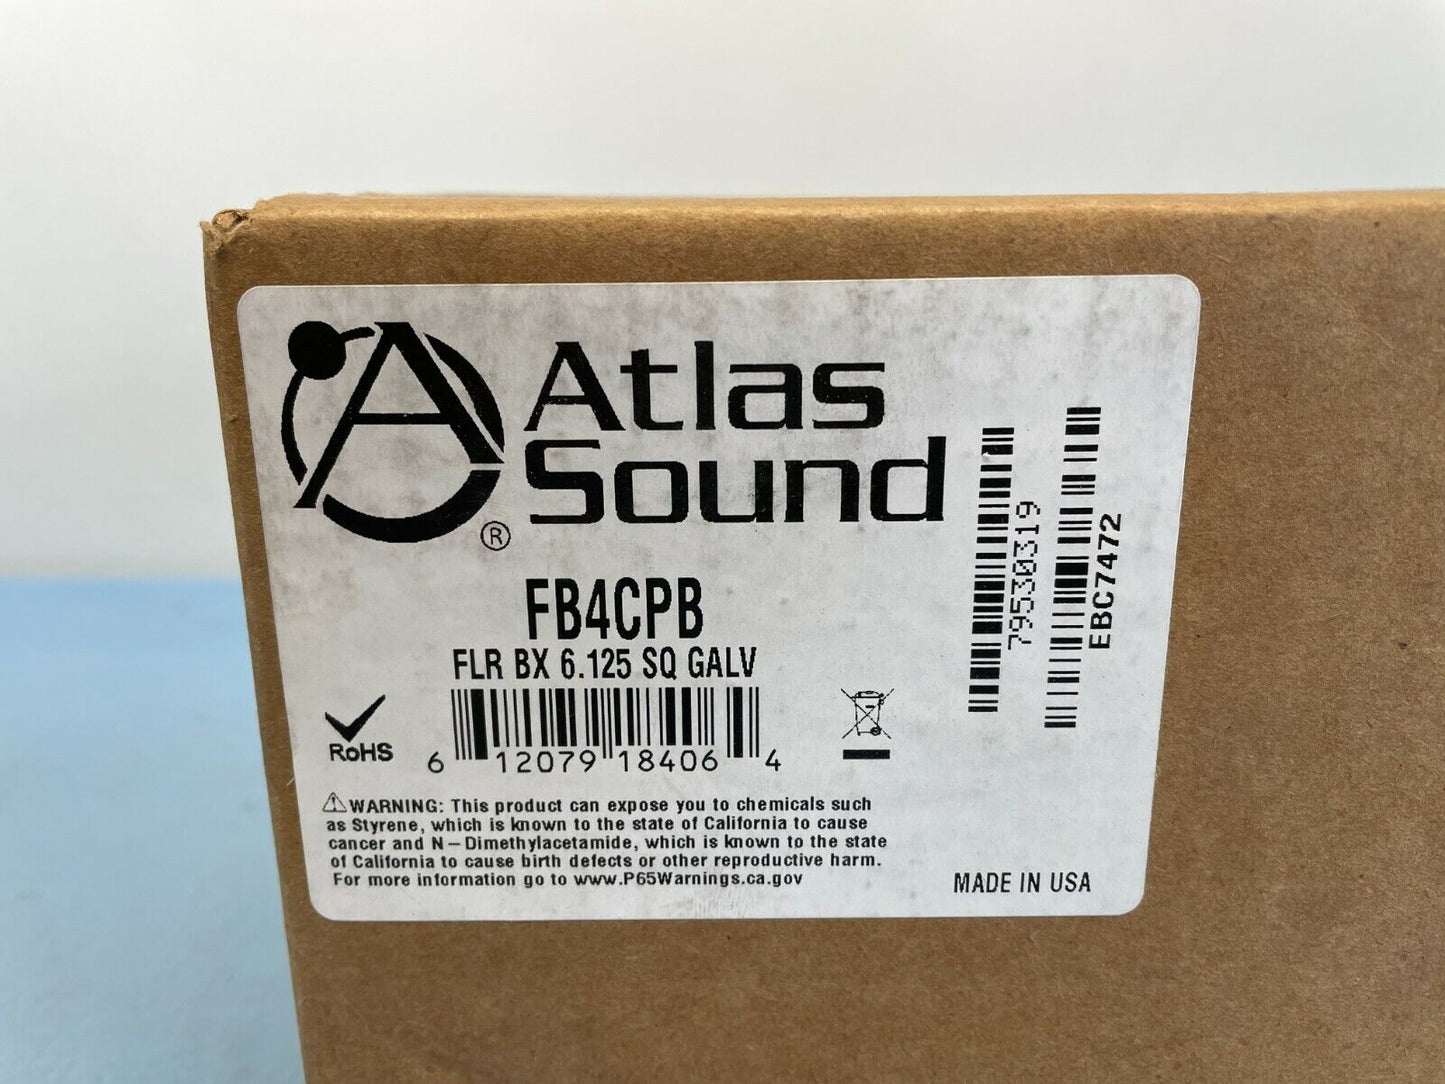 Atlas
Sound
®
FB4CPB
FLR BX 6.125 SQ GALV
RoHS
6 12079 18406 4
79530319
EBC7472
⚠WARNING: This product can expose you to chemicals such
as Styrene, which is known to the state of California to cause
cancer and N-Dimethylacetamide, which is known to the state
of California to cause birth defects or other reproductive harm.
For more information go to www.P65Warnings.ca.gov
MADE IN USA